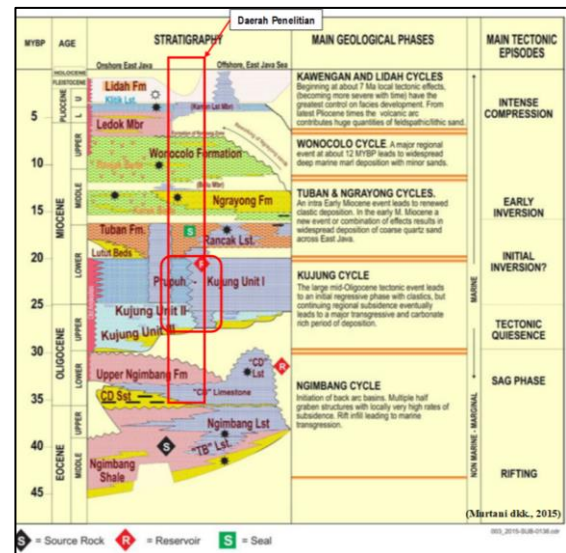 Daerah Penelitian
MYBP
AGE
STRATIGRAPHY
MAIN GEOLOGICAL PHASES
MAIN TECTONIC
EPISODES
Onshore East Java
Offshore, East Java Sea
HOLOCENE
PLEISTOCENE
PLIOCENE
U
L
MIOCENE
UPPER
MIDDLE
LOWER
OLIGOCENE
UPPER
LOWER
EOCENE
UPPER
MIDDLE
5
10
15
20
25
30
35
40
45
Lidah Fm
Klitik Lst.
Ledok Mbr
Wonocolo Formation
Ngrayong Fm
Tuban Fm.
S
Rancak Lst.
Lutut Beds
R
Prupuh - Kujung Unit I
Kujung Unit II
Kujung Unit III
"CD"
Lst
R
Upper Ngimbang Fm
"CD" Limestone
CD Sst
Ngimbang Lst
S
"TB" Lst.
Ngimbang
Shale
KAWENGAN AND LIDAH CYCLES
Beginning at about 7 Ma local tectonic effects,
(becoming more severe with time) have the
greatest control on facies development. From
latest Pliocene times the volcanic arc
contributes huge quantities of feldspathic/lithic sand.
WONOCOLO CYCLE. A major regional
event at about 12 MYBP leads to widespread
deep marine marl deposition with minor sands.
TUBAN & NGRAYONG CYCLES.
An intra Early Miocene event leads to renewed
clastic deposition. In the early M. Miocene a
new event or combination of effects results in
widespread deposition of coarse quartz sand
across East Java.
KUJUNG CYCLE
The large mid-Oligocene tectonic event leads to
an initial regressive phase with clastics, but
continuing regional subsidence eventually
leads to a major transgressive and carbonate
rich period of deposition.
NGIMBANG CYCLE
Initiation of back arc basins. Multiple half
graben structures with locally very high rates of
subsidence. Rift infill leading to marine
transgression.
MARINE
NON MARINE - MARGINAL
INTENSE
COMPRESSION
EARLY
INVERSION
INITIAL
INVERSION?
TECTONIC
QUIESENCE
SAG PHASE
RIFTING
(Murtani dkk., 2015)
S = Source Rock
R = Reservoir
S = Seal